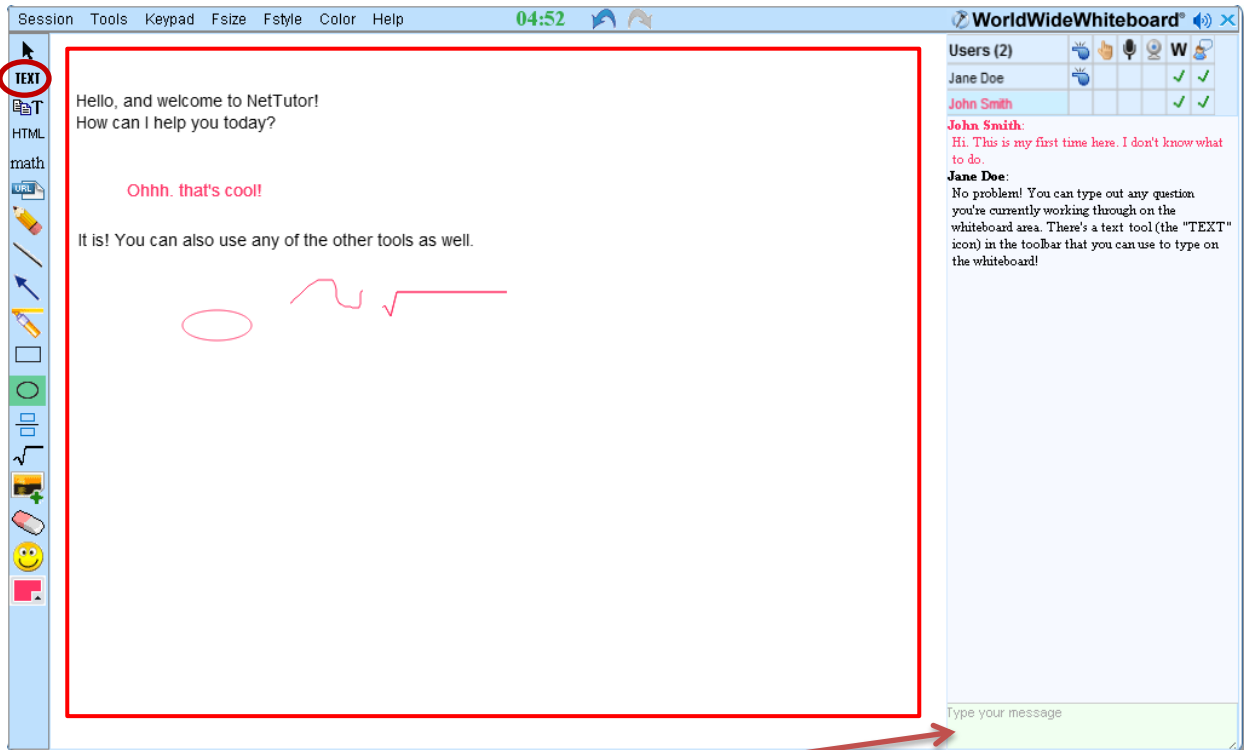 Session Tools Keypad Fsize Fstyle Color Help 04:52 WorldWideWhiteboard®
Users (2) W
Jane Doe
John Smith
TEXT
T
HTML
math
URL
Hello, and welcome to NetTutor!
How can I help you today?
Ohhh. that's cool!
It is! You can also use any of the other tools as well.
John Smith:
Hi. This is my first time here. I don't know what
to do.
Jane Doe:
No problem! You can type out any question
you're currently working through on the
whiteboard area. There's a text tool (the "TEXT"
icon) in the toolbar that you can use to type on
the whiteboard!
Type your message